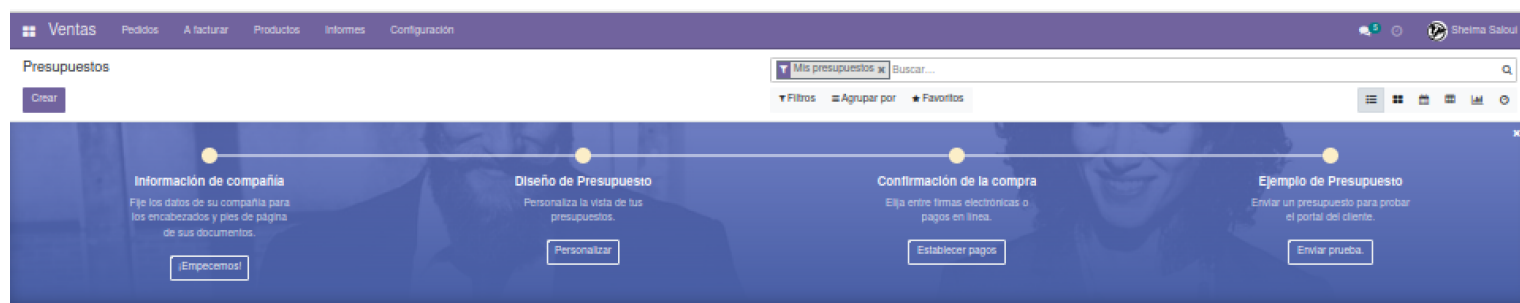 Ventas Pedidos A facturar Productos Informes Configuración 5 Sheima Saloui
Presupuestos
Mis presupuestos x Buscar...
Crear
Filtros Agrupar por Favoritos
Información de compañía
Fije los datos de su compañía para
los encabezados y pies de página
de sus documentos.
¡Empecemos!
Diseño de Presupuesto
Personaliza la vista de tus
presupuestos.
Personalizar
Confirmación de la compra
Elija entre firmas electrónicas o
pagos en línea.
Establecer pagos
Ejemplo de Presupuesto
Enviar un presupuesto para probar
el portal del cliente.
Enviar prueba.